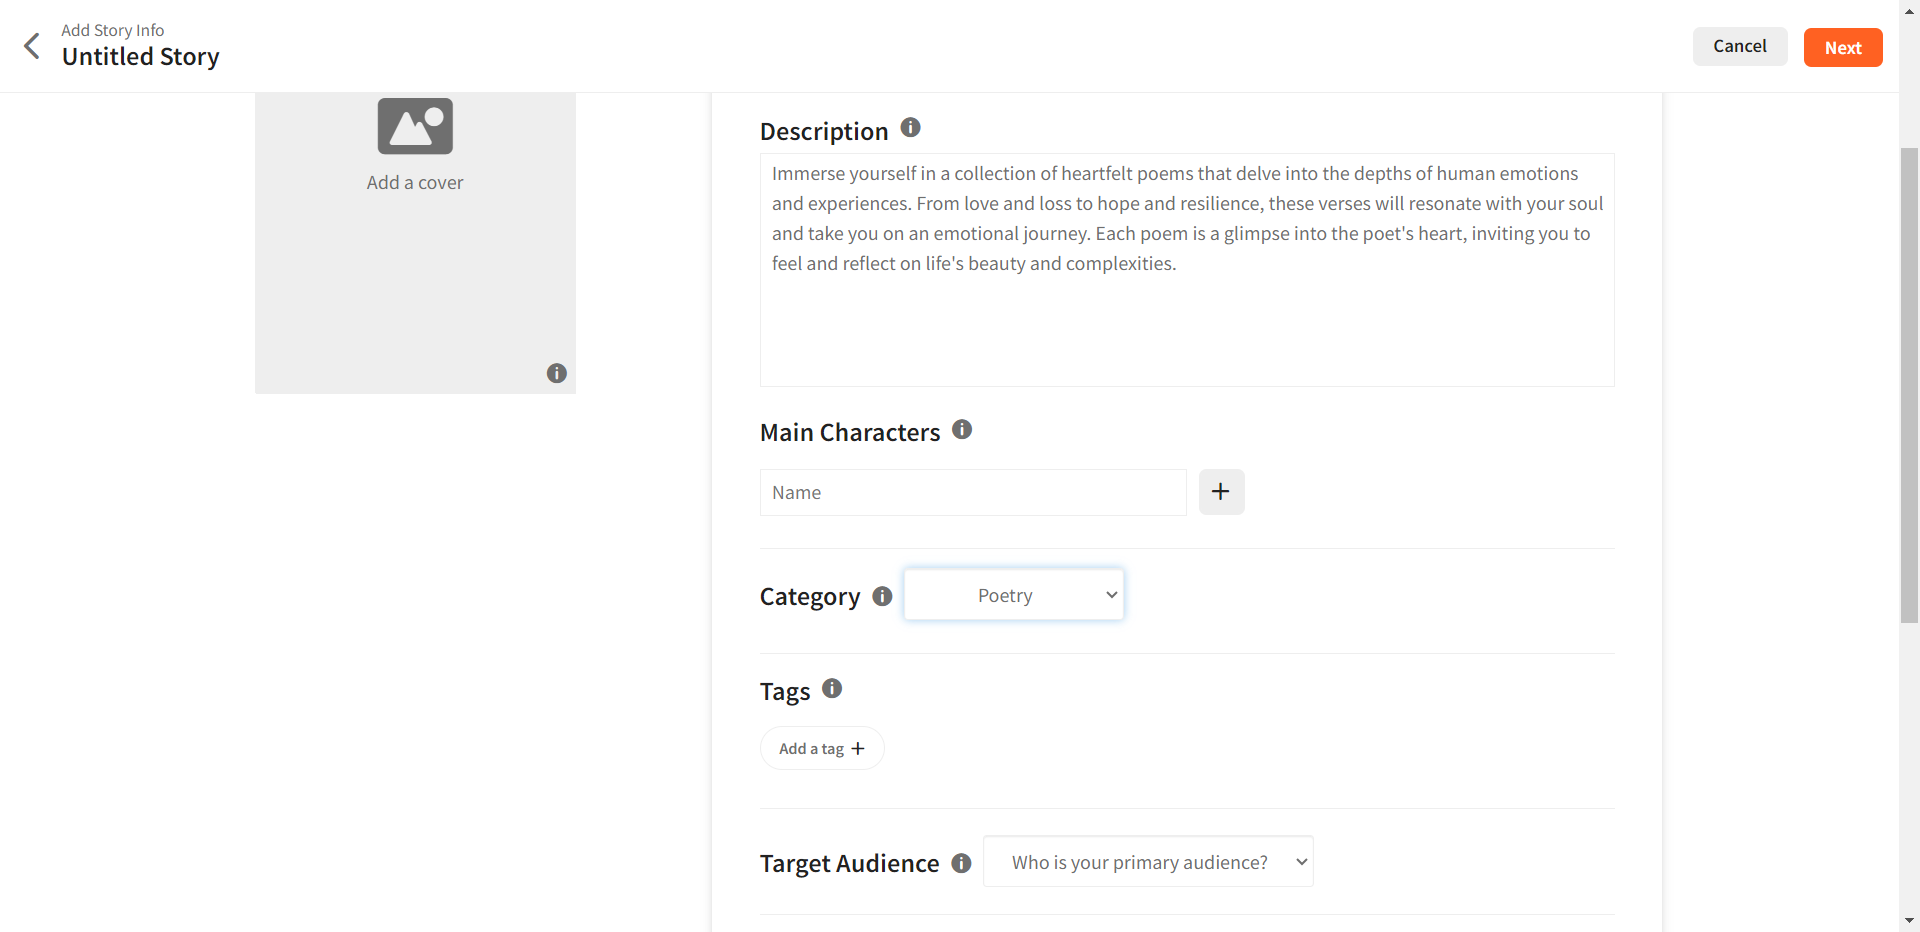 Add Story Info
Untitled Story
Cancel
Next
Add a cover
Description
Immerse yourself in a collection of heartfelt poems that delve into the depths of human emotions
and experiences. From love and loss to hope and resilience, these verses will resonate with your soul
and take you on an emotional journey. Each poem is a glimpse into the poet's heart, inviting you to
feel and reflect on life's beauty and complexities.
Main Characters
Name
Category
Poetry
Tags
Add a tag +
Target Audience
Who is your primary audience?